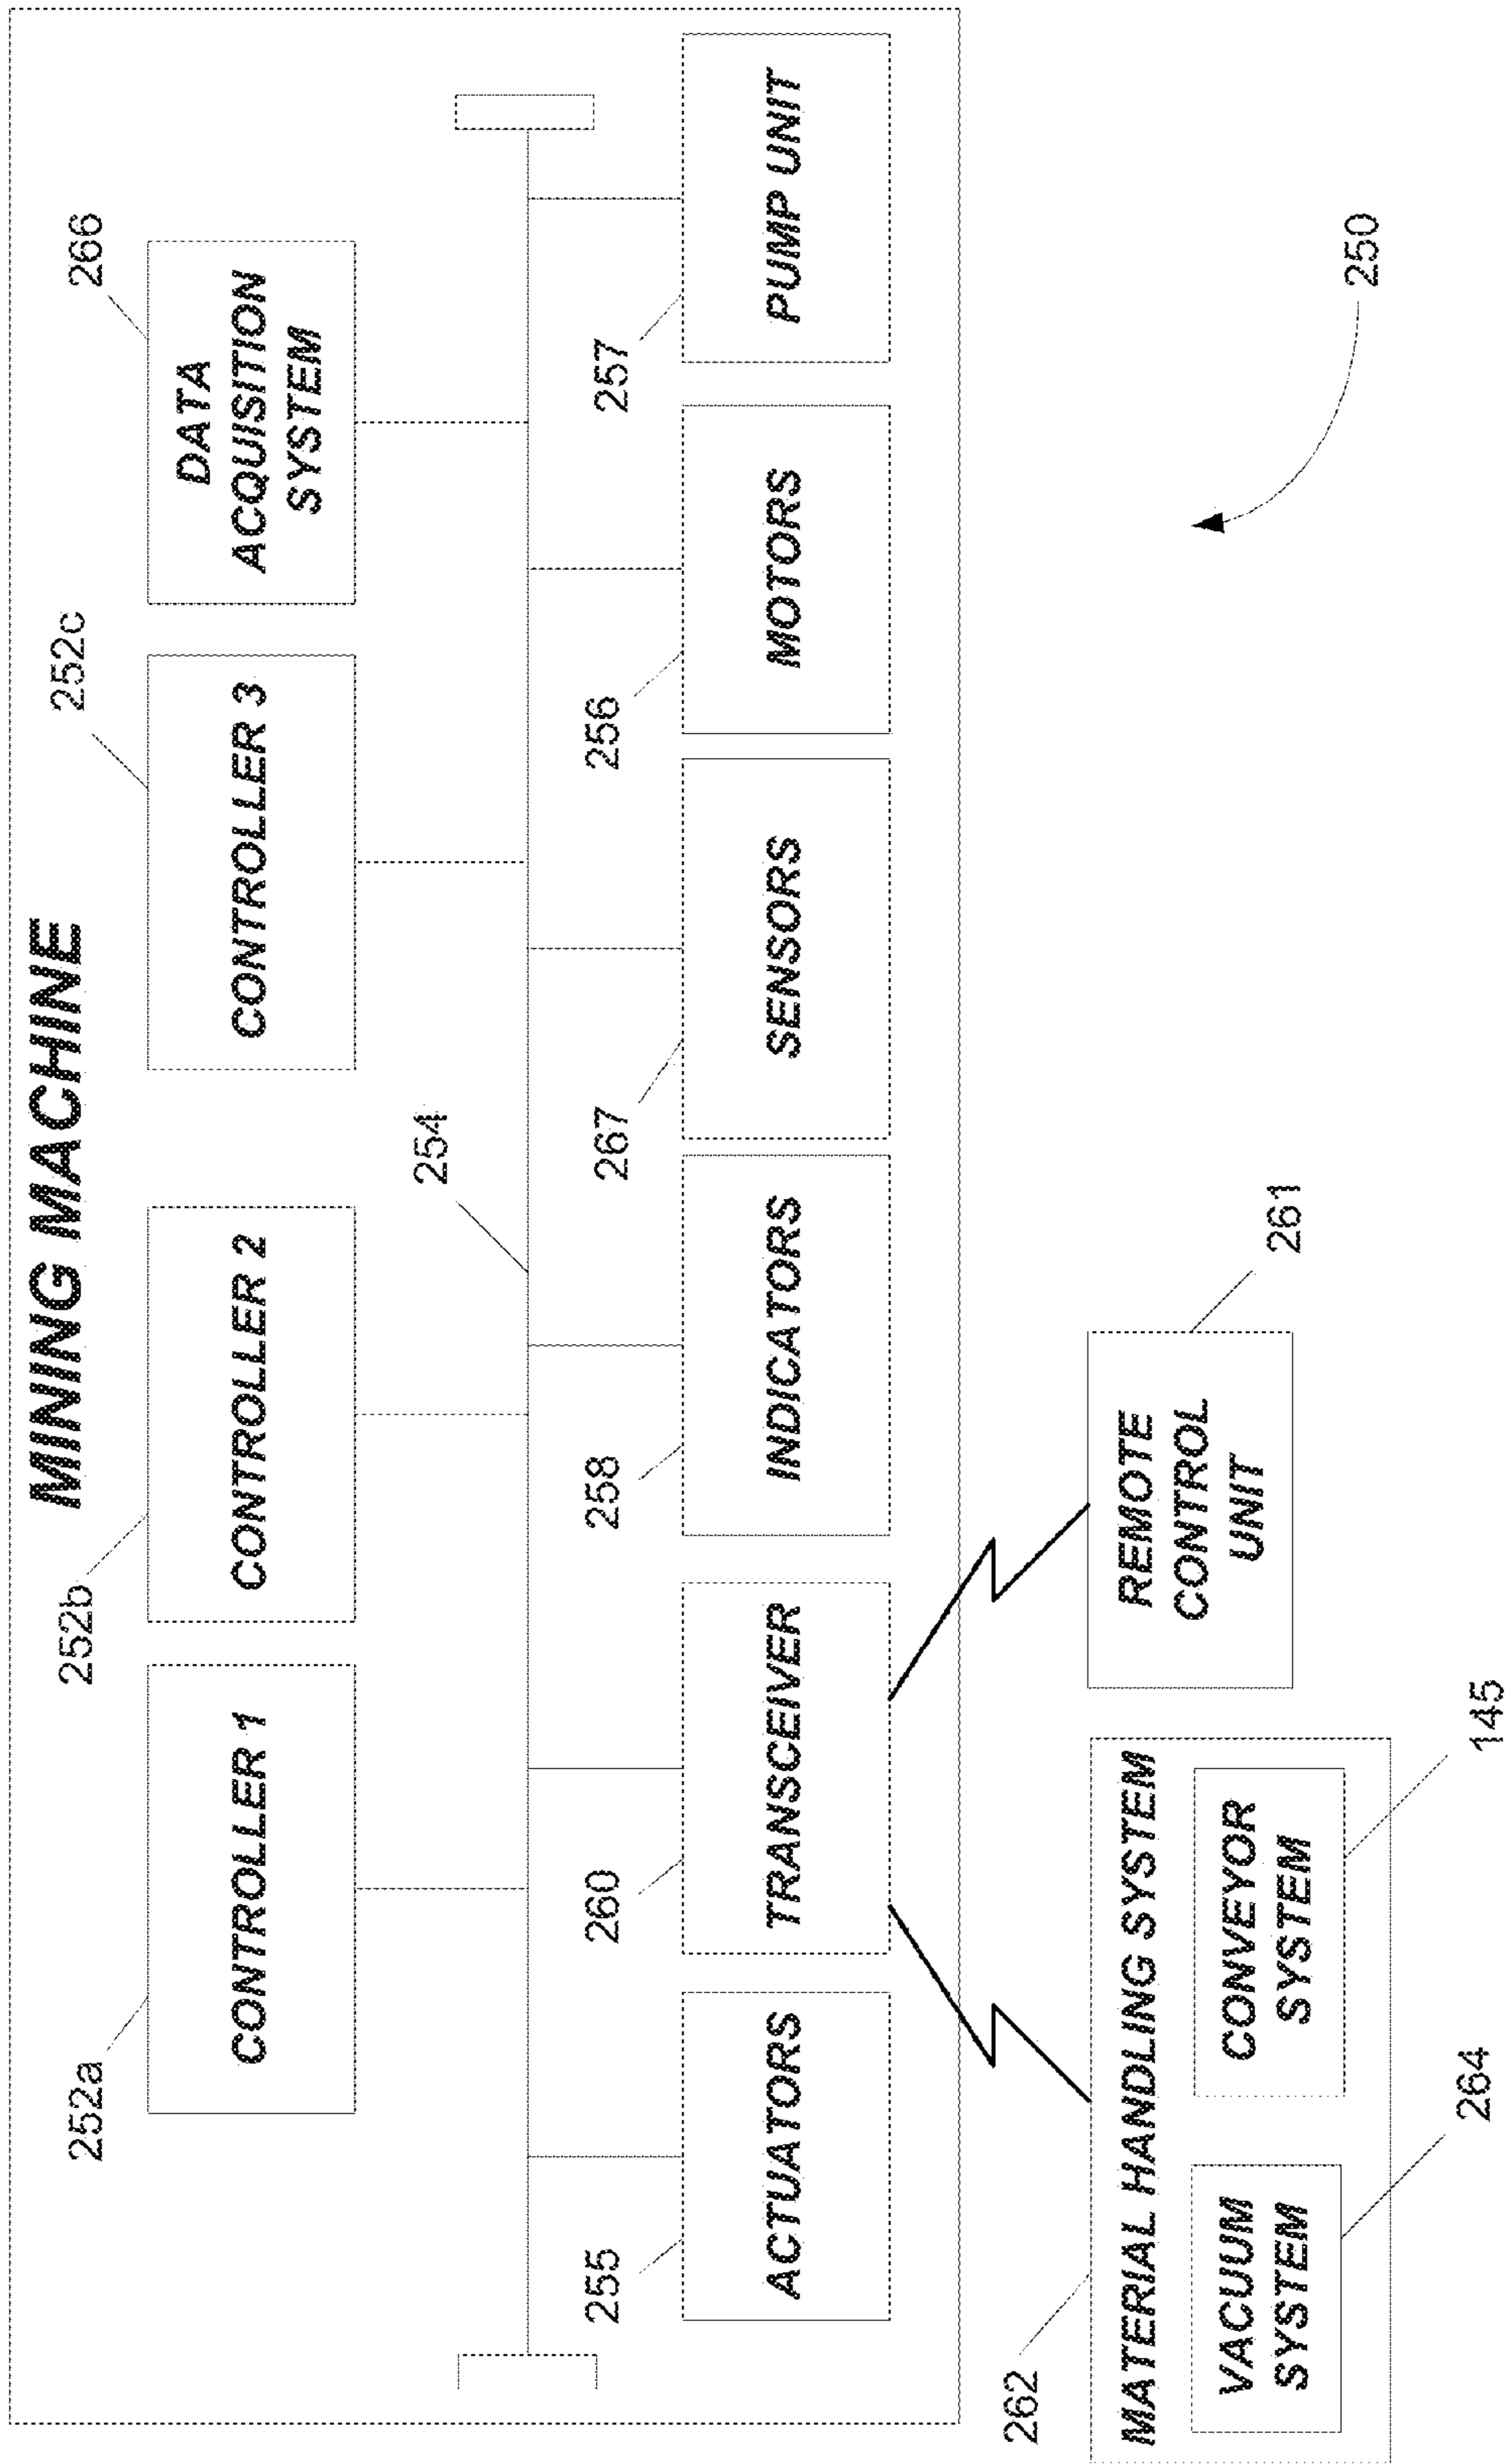 MINING MACHINE
252a
252b
252c
266
CONTROLLER 1
CONTROLLER 2
CONTROLLER 3
DATA
ACQUISITION
SYSTEM
254
255
260
258
267
256
257
ACTUATORS
TRANSCEIVER
INDICATORS
SENSORS
MOTORS
PUMP UNIT
262
MATERIAL HANDLING SYSTEM
VACUUM
SYSTEM
CONVEYOR
SYSTEM
264
145
REMOTE
CONTROL
UNIT
261
250